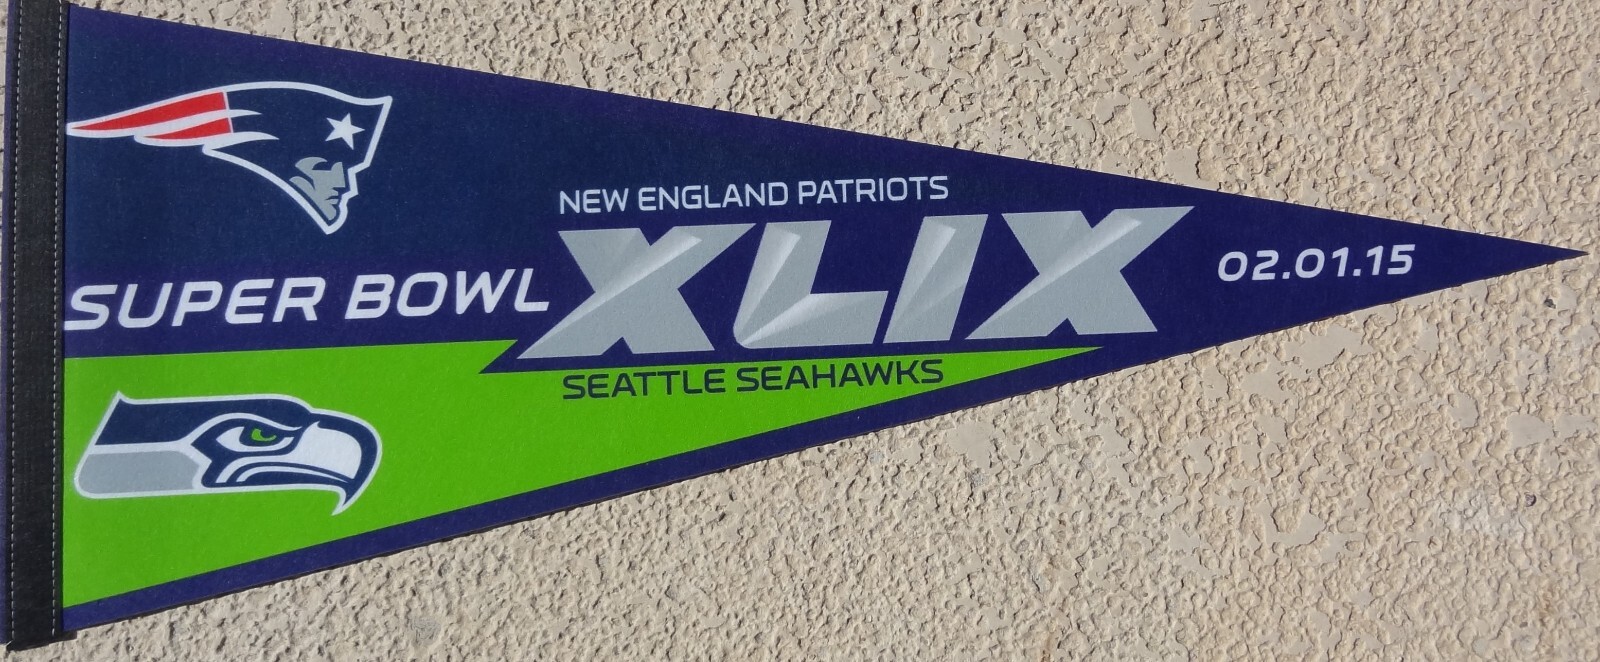 NEW ENGLAND PATRIOTS
SUPER BOWL XLIX 02.01.15
SEATTLE SEAHAWKS